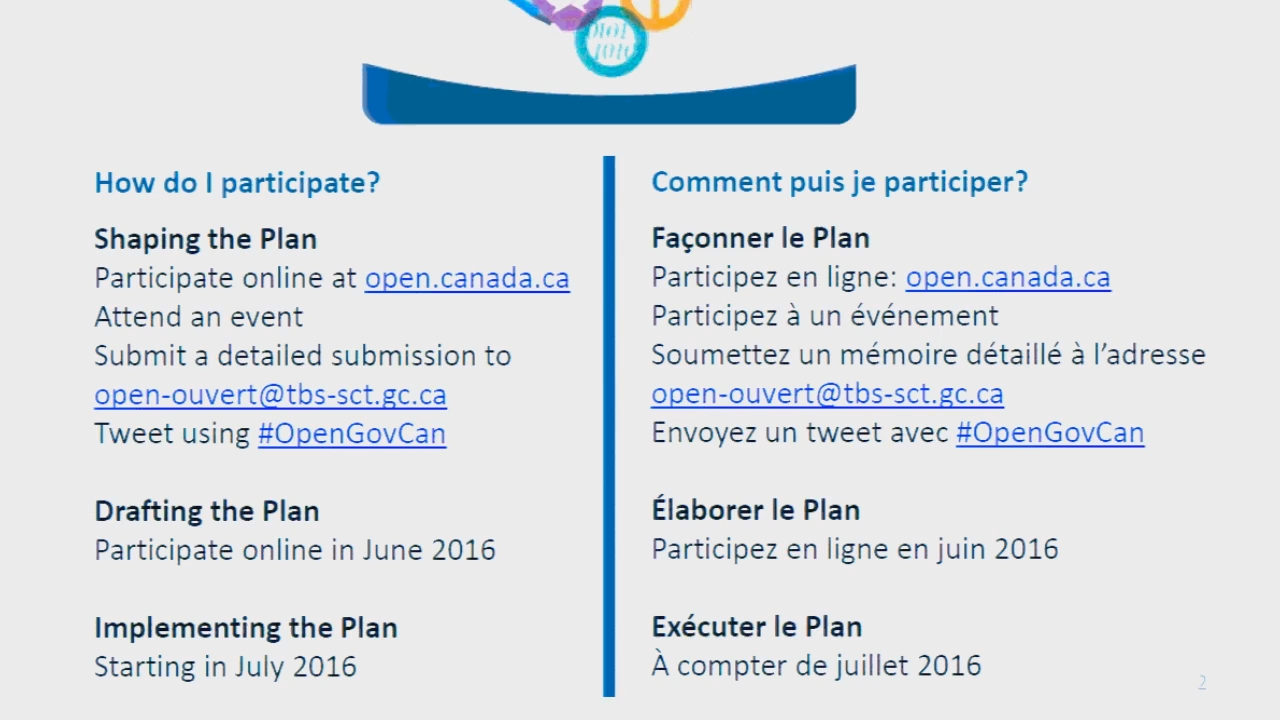 0101
1010
How do I participate?
Shaping the Plan
Participate online at open.canada.ca
Attend an event
Submit a detailed submission to
open-ouvert@tbs-sct.gc.ca
Tweet using #OpenGovCan
Drafting the Plan
Participate online in June 2016
Implementing the Plan
Starting in July 2016
Comment puis je participer?
Façonner le Plan
Participez en ligne: open.canada.ca
Participez à un événement
Soumettez un mémoire détaillé à l’adresse
open-ouvert@tbs-sct.gc.ca
Envoyez un tweet avec #OpenGovCan
Élaborer le Plan
Participez en ligne en juin 2016
Exécuter le Plan
À compter de juillet 2016
2